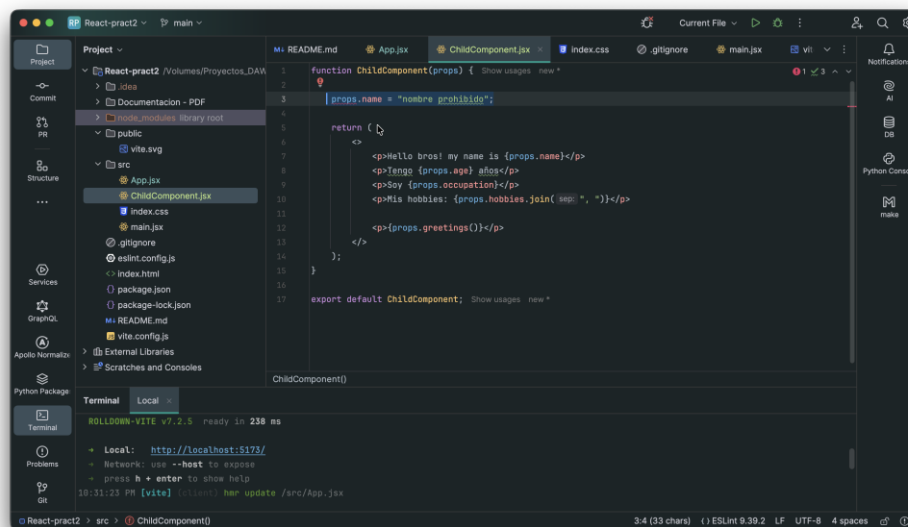 RP React-pract2 main Current File
Project
Project
M↓ README.md App.jsx ChildComponent.jsx × index.css .gitignore main.jsx vit
Notifications
React-pract2 /Volumes/Proyectos_DAW
.idea
Documentacion - PDF
node_modules library root
public
vite.svg
src
App.jsx
ChildComponent.jsx
index.css
main.jsx
.gitignore
eslint.config.js
index.html
package.json
package-lock.json
M↓ README.md
vite.config.js
External Libraries
Scratches and Consoles
Commit
PR
Structure
Services
GraphQL
Apollo Normalize
Python Package
Terminal
Problems
Git
1 function ChildComponent(props) { Show usages new *
2
3 props.name = "nombre prohibido";
4
5 return (
6 <>
7 <p>Hello bros! my name is {props.name}</p>
8 <p>Tengo {props.age} años</p>
9 <p>Soy {props.occupation}</p>
10 <p>Mis hobbies: {props.hobbies.join( sep: ", ")}</p>
11
12 <p>{props.greetings()}</p>
13 </>
14 );
15 }
16
17 export default ChildComponent; Show usages new *
1 3
AI
DB
Python Conso
make
ChildComponent()
Terminal Local ×
ROLLDOWN-VITE v7.2.5 ready in 238 ms
➜ Local: http://localhost:5173/
➜ Network: use --host to expose
➜ press h + enter to show help
10:31:23 PM [vite] (client) hmr update /src/App.jsx
React-pract2 > src > ChildComponent() 3:4 (33 chars) ESLint 9.39.2 LF UTF-8 4 spaces